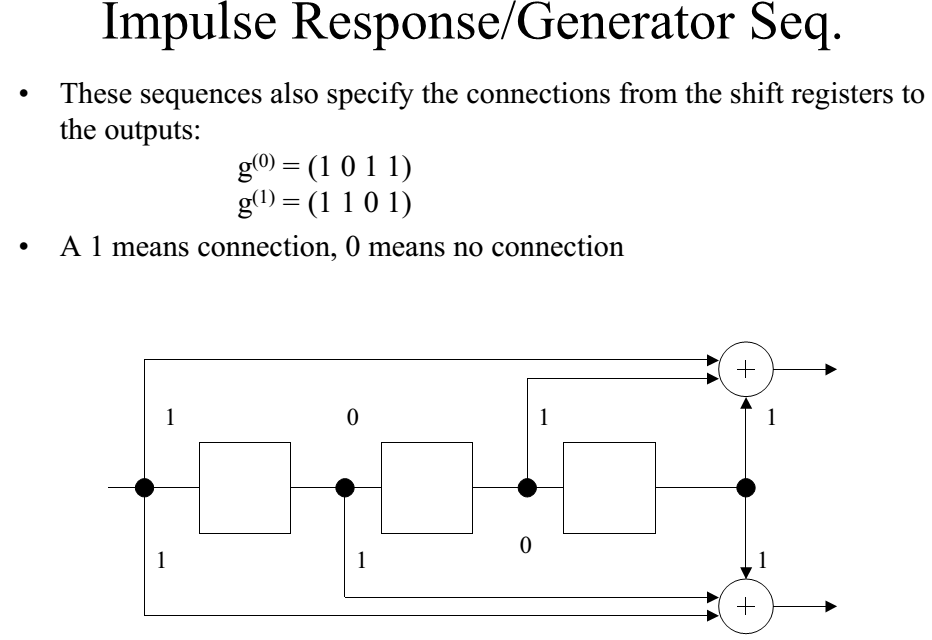 Impulse Response/Generator Seq.
• These sequences also specify the connections from the shift registers to
the outputs:
g(0) = (1 0 1 1)
g(1) = (1 1 0 1)
• A 1 means connection, 0 means no connection
+
1 0 1 1
1 1 0 1
+